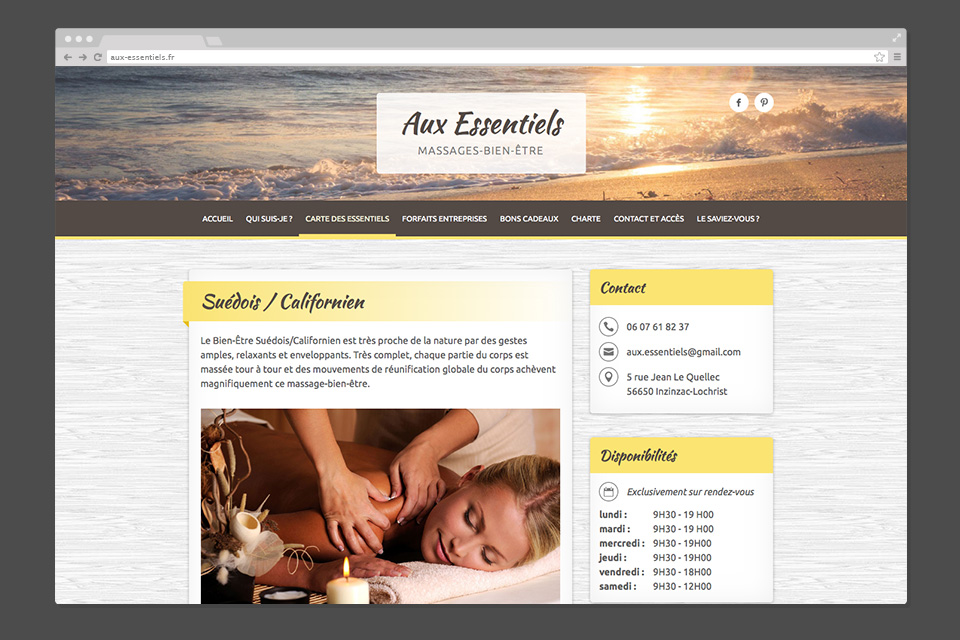 aux-essentiels.fr
Aux Essentiels
MASSAGES-BIEN-ÊTRE
ACCUEIL QUI SUIS-JE ? CARTE DES ESSENTIELS FORFAITS ENTREPRISES BONS CADEAUX CHARTE CONTACT ET ACCÈS LE SAVIEZ-VOUS ?
Suédois / Californien
Le Bien-Être Suédois/Californien est très proche de la nature par des gestes
amples, relaxants et enveloppants. Très complet, chaque partie du corps est
massée tour à tour et des mouvements de réunification globale du corps achèvent
magnifiquement ce massage-bien-être.
Contact
06 07 61 82 37
aux.essentiels@gmail.com
5 rue Jean Le Quellec
56650 Inzinzac-Lochrist
Disponibilités
Exclusivement sur rendez-vous
lundi : 9H30 - 19 H00
mardi : 9H30 - 19 H00
mercredi : 9H30 - 19H00
jeudi : 9H30 - 19H00
vendredi : 9H30 - 18H00
samedi : 9H30 - 12H00